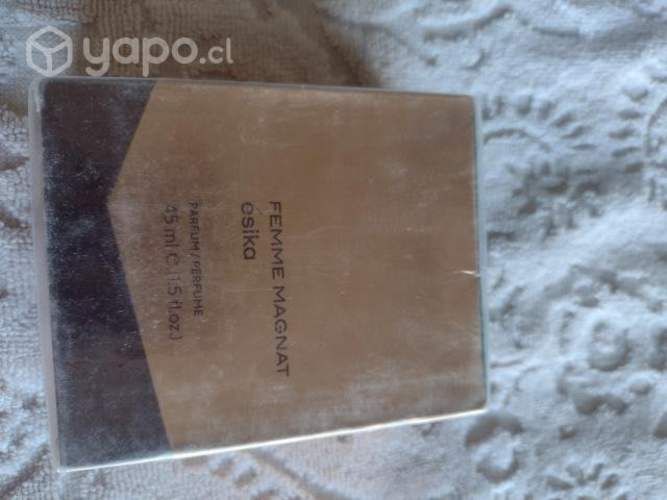 yapo.cl
FEMME MAGNAT
ésika
PARFUM / PERFUME
45 ml ℮ (1.5 fl.oz.)